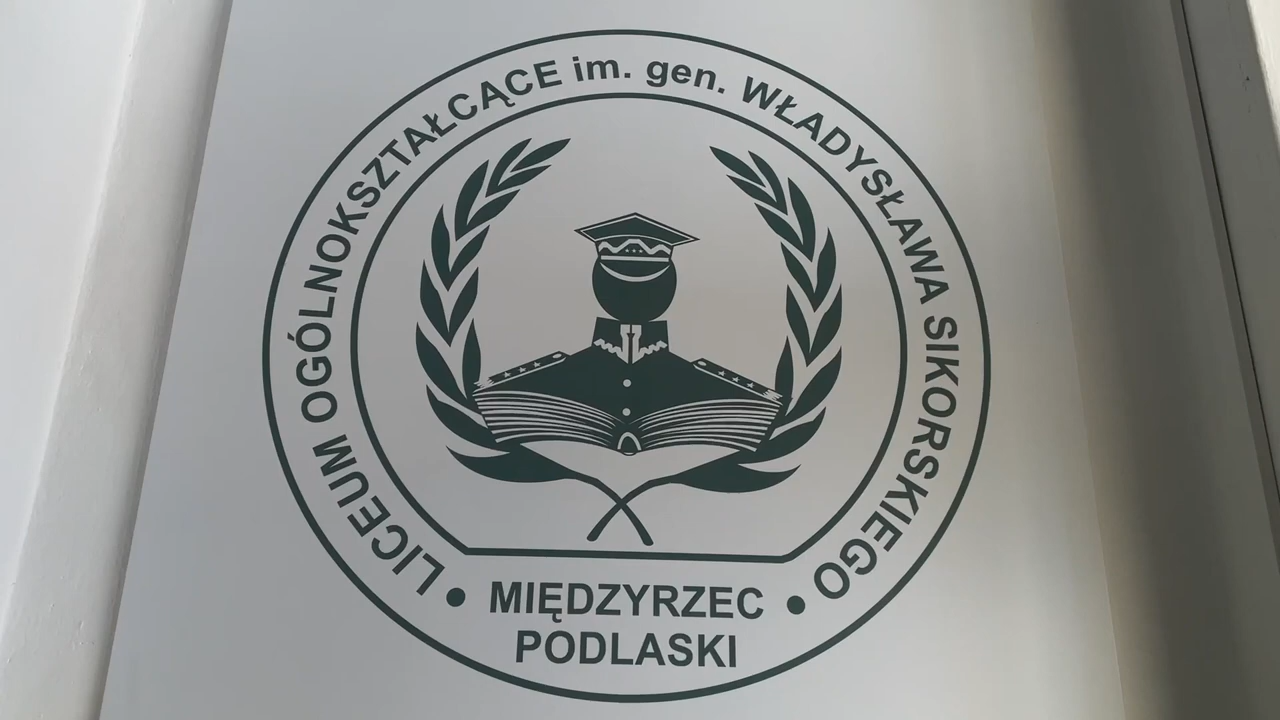 LICEUM OGÓLNOKSZTAŁCĄCE im. gen. WŁADYSŁAWA SIKORSKIEGO
• MIĘDZYRZEC •
PODLASKI